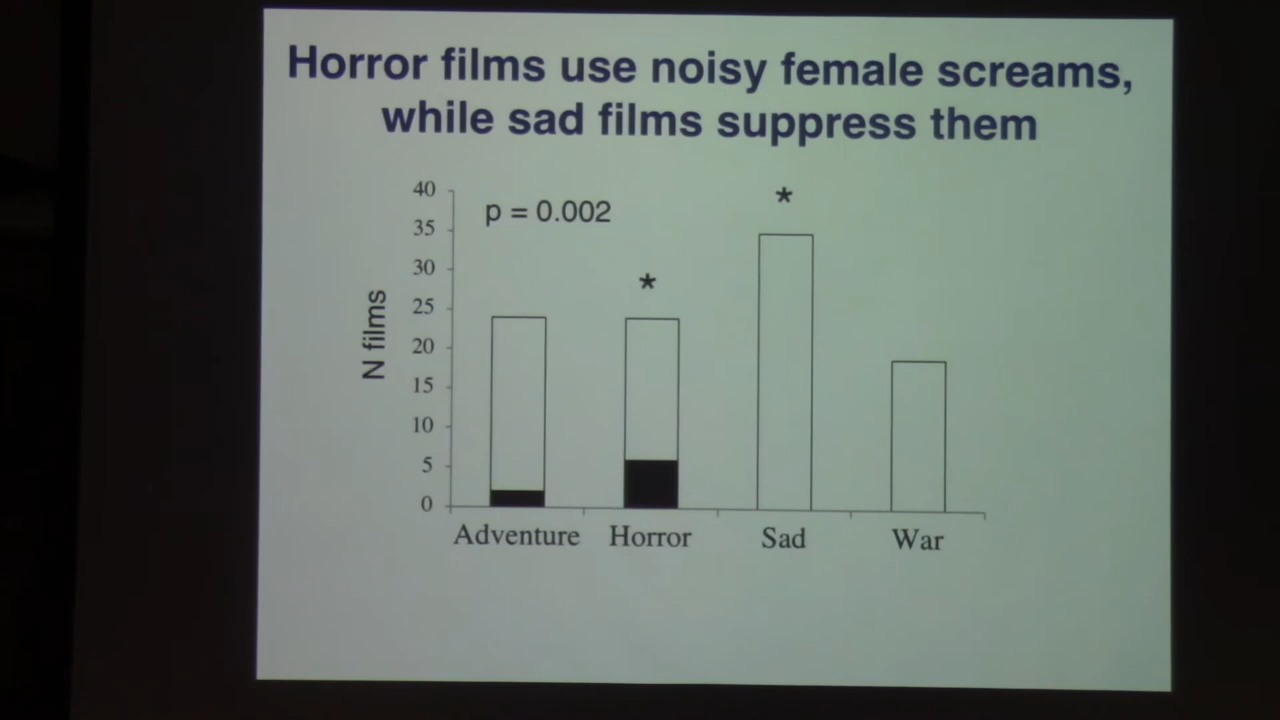 Horror films use noisy female screams,
while sad films suppress them
40
35
30
25
20
15
10
5
0
N films
p = 0.002
*
*
Adventure Horror Sad War